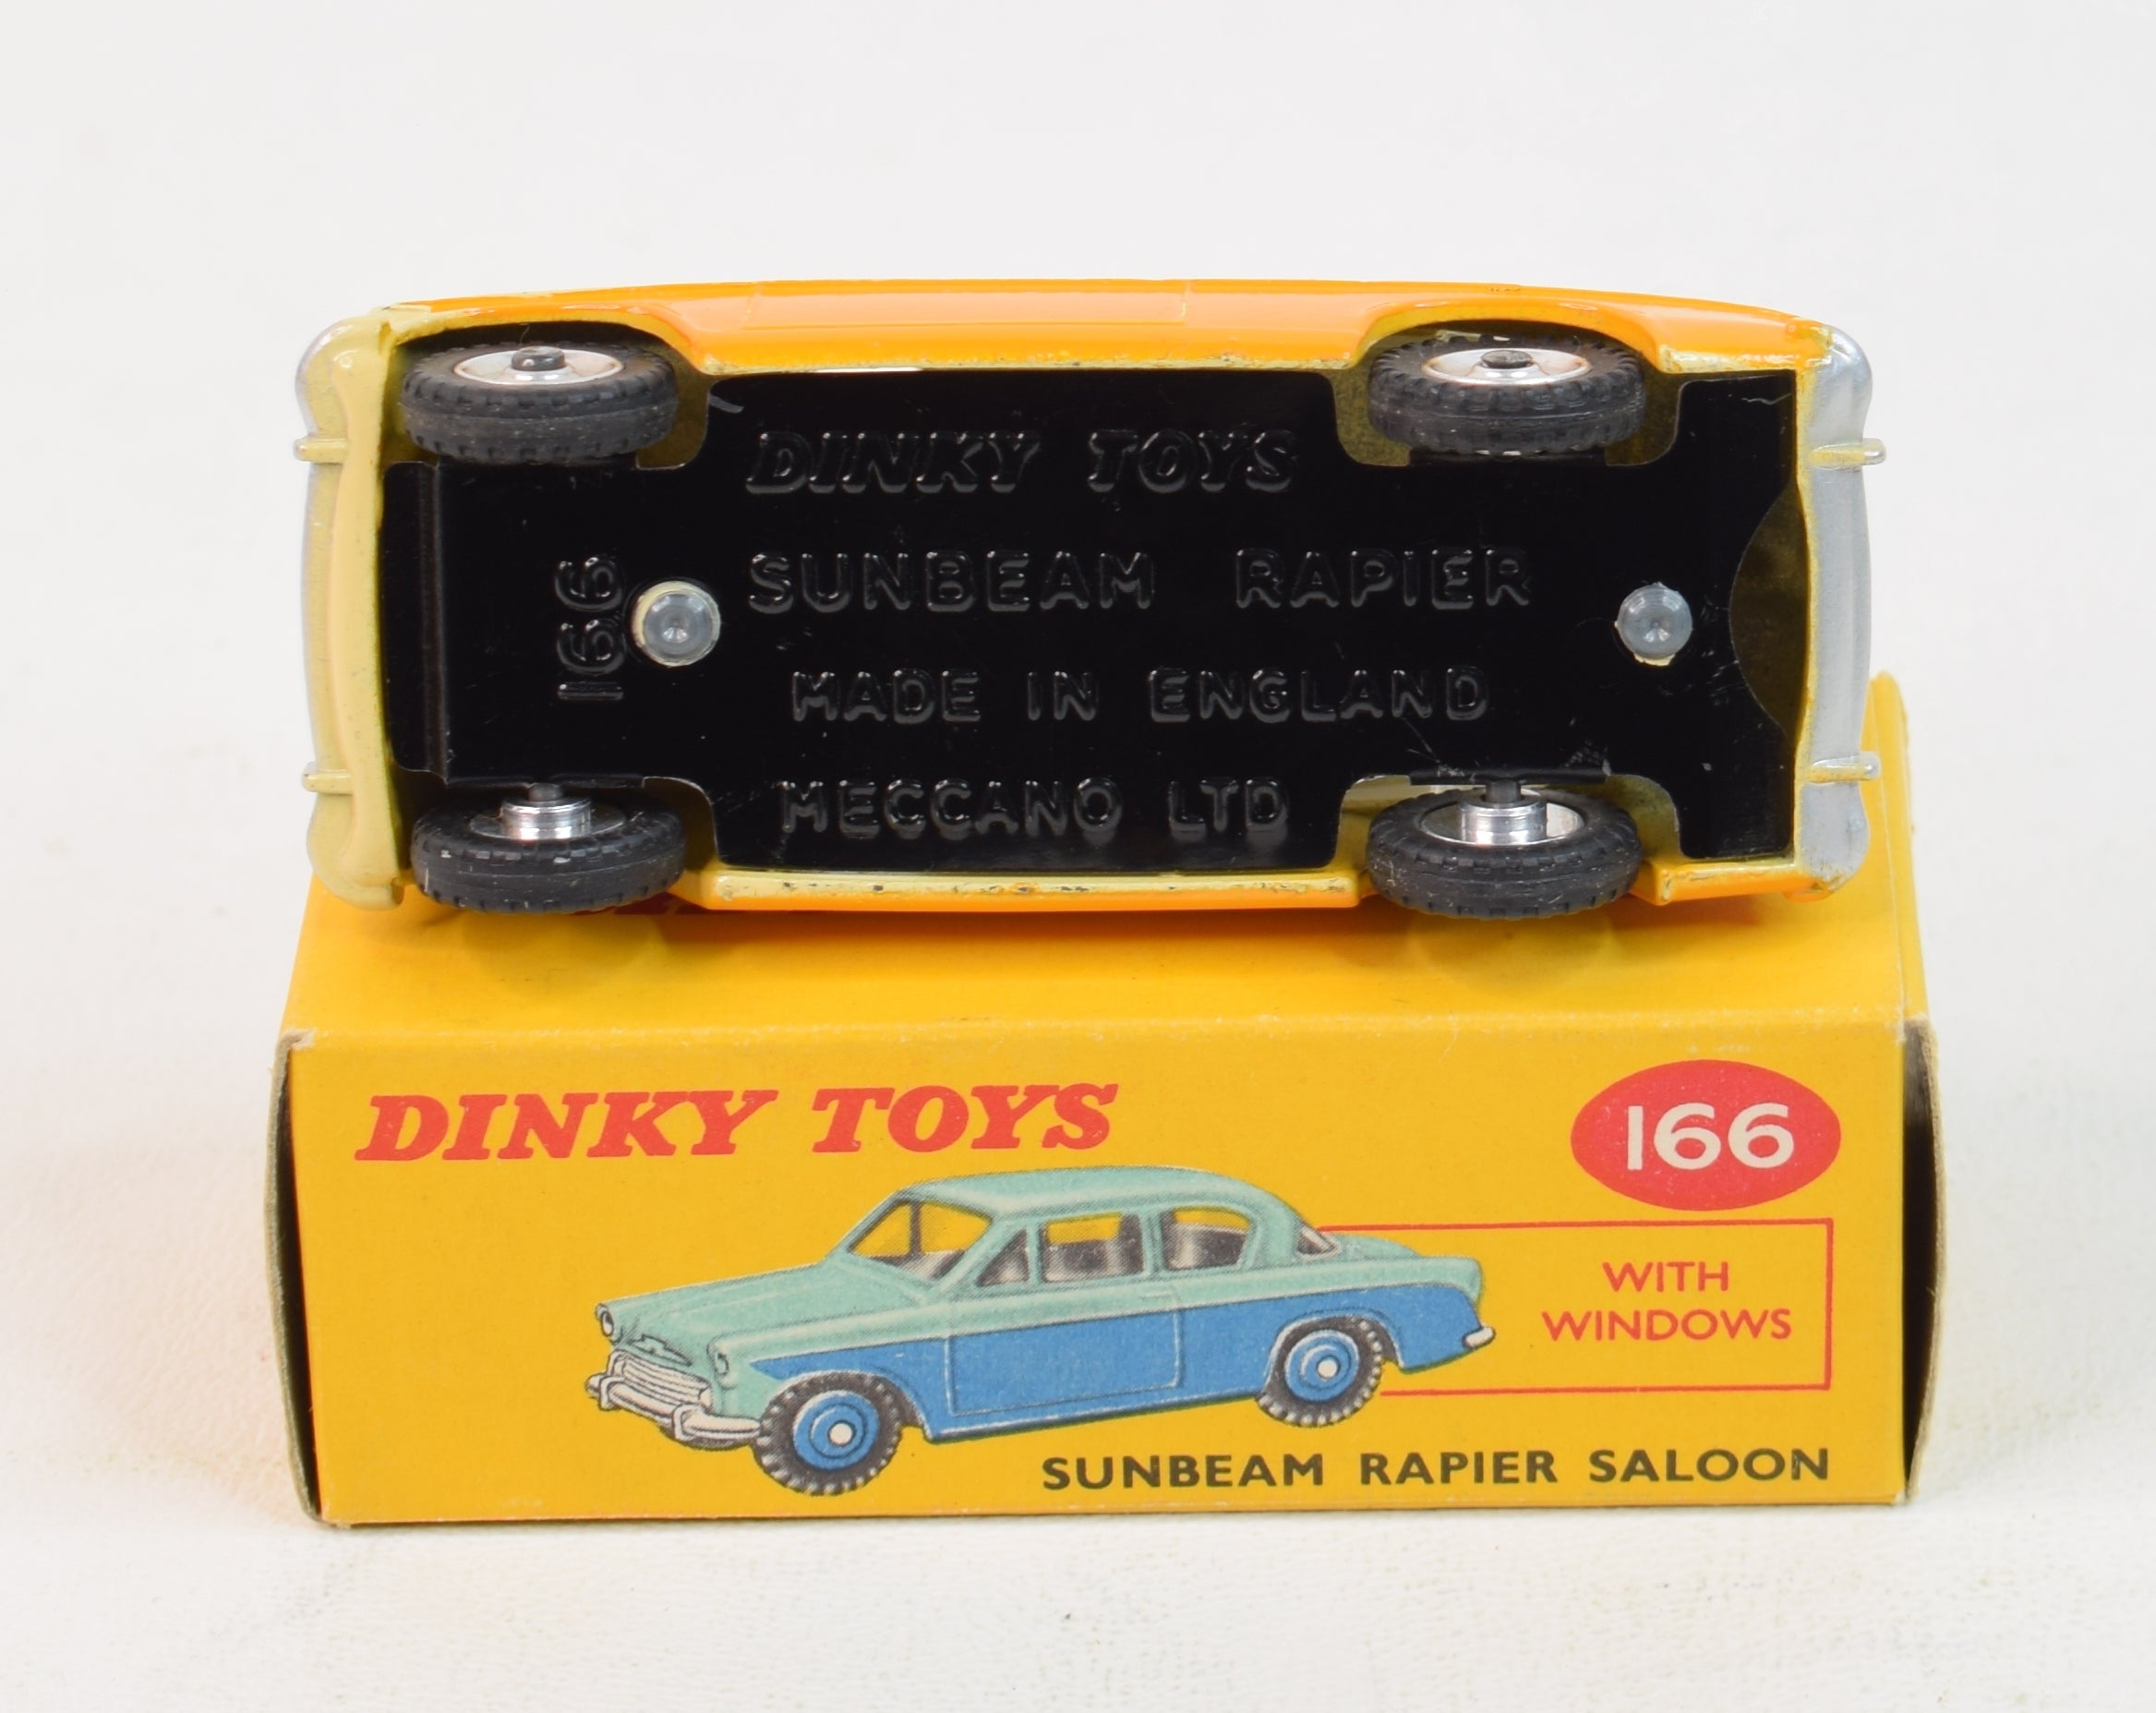 DINKY TOYS
166
SUNBEAM RAPIER
MADE IN ENGLAND
MECCANO LTD
DINKY TOYS
166
WITH
WINDOWS
SUNBEAM RAPIER SALOON